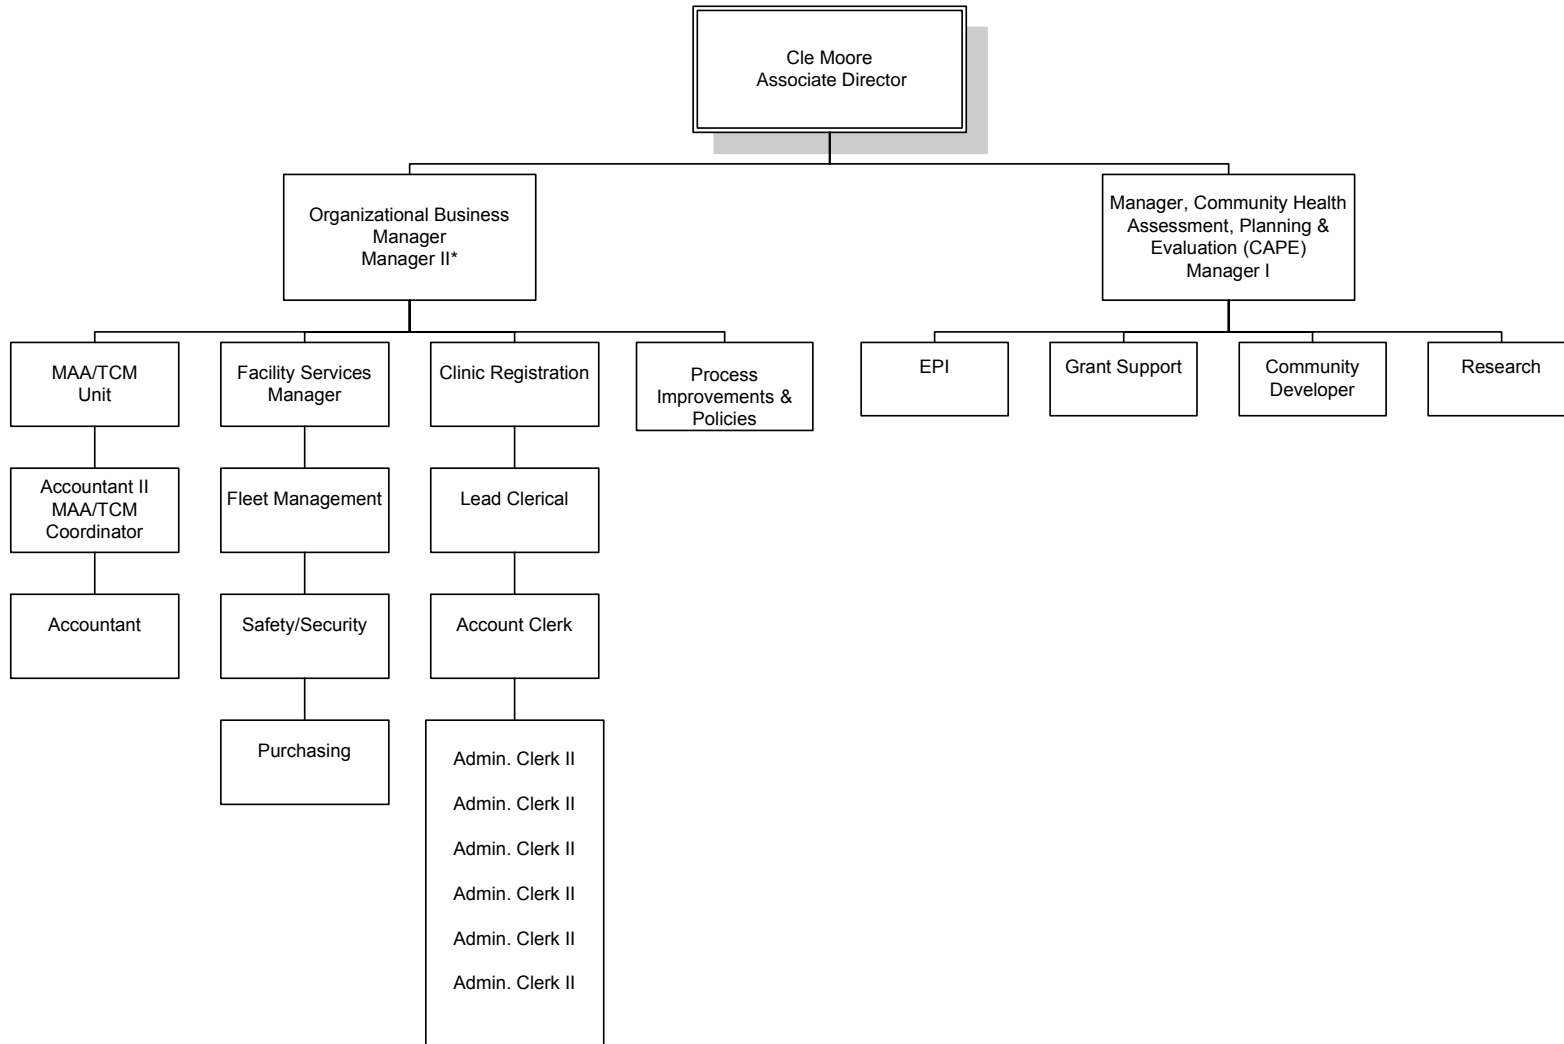 Cle Moore
Associate Director
Organizational Business
Manager
Manager II*
Manager, Community Health
Assessment, Planning &
Evaluation (CAPE)
Manager I
MAA/TCM
Unit
Facility Services
Manager
Clinic Registration
Process
Improvements &
Policies
EPI
Grant Support
Community
Developer
Research
Accountant II
MAA/TCM
Coordinator
Fleet Management
Lead Clerical
Accountant
Safety/Security
Account Clerk
Purchasing
Admin. Clerk II
Admin. Clerk II
Admin. Clerk II
Admin. Clerk II
Admin. Clerk II
Admin. Clerk II